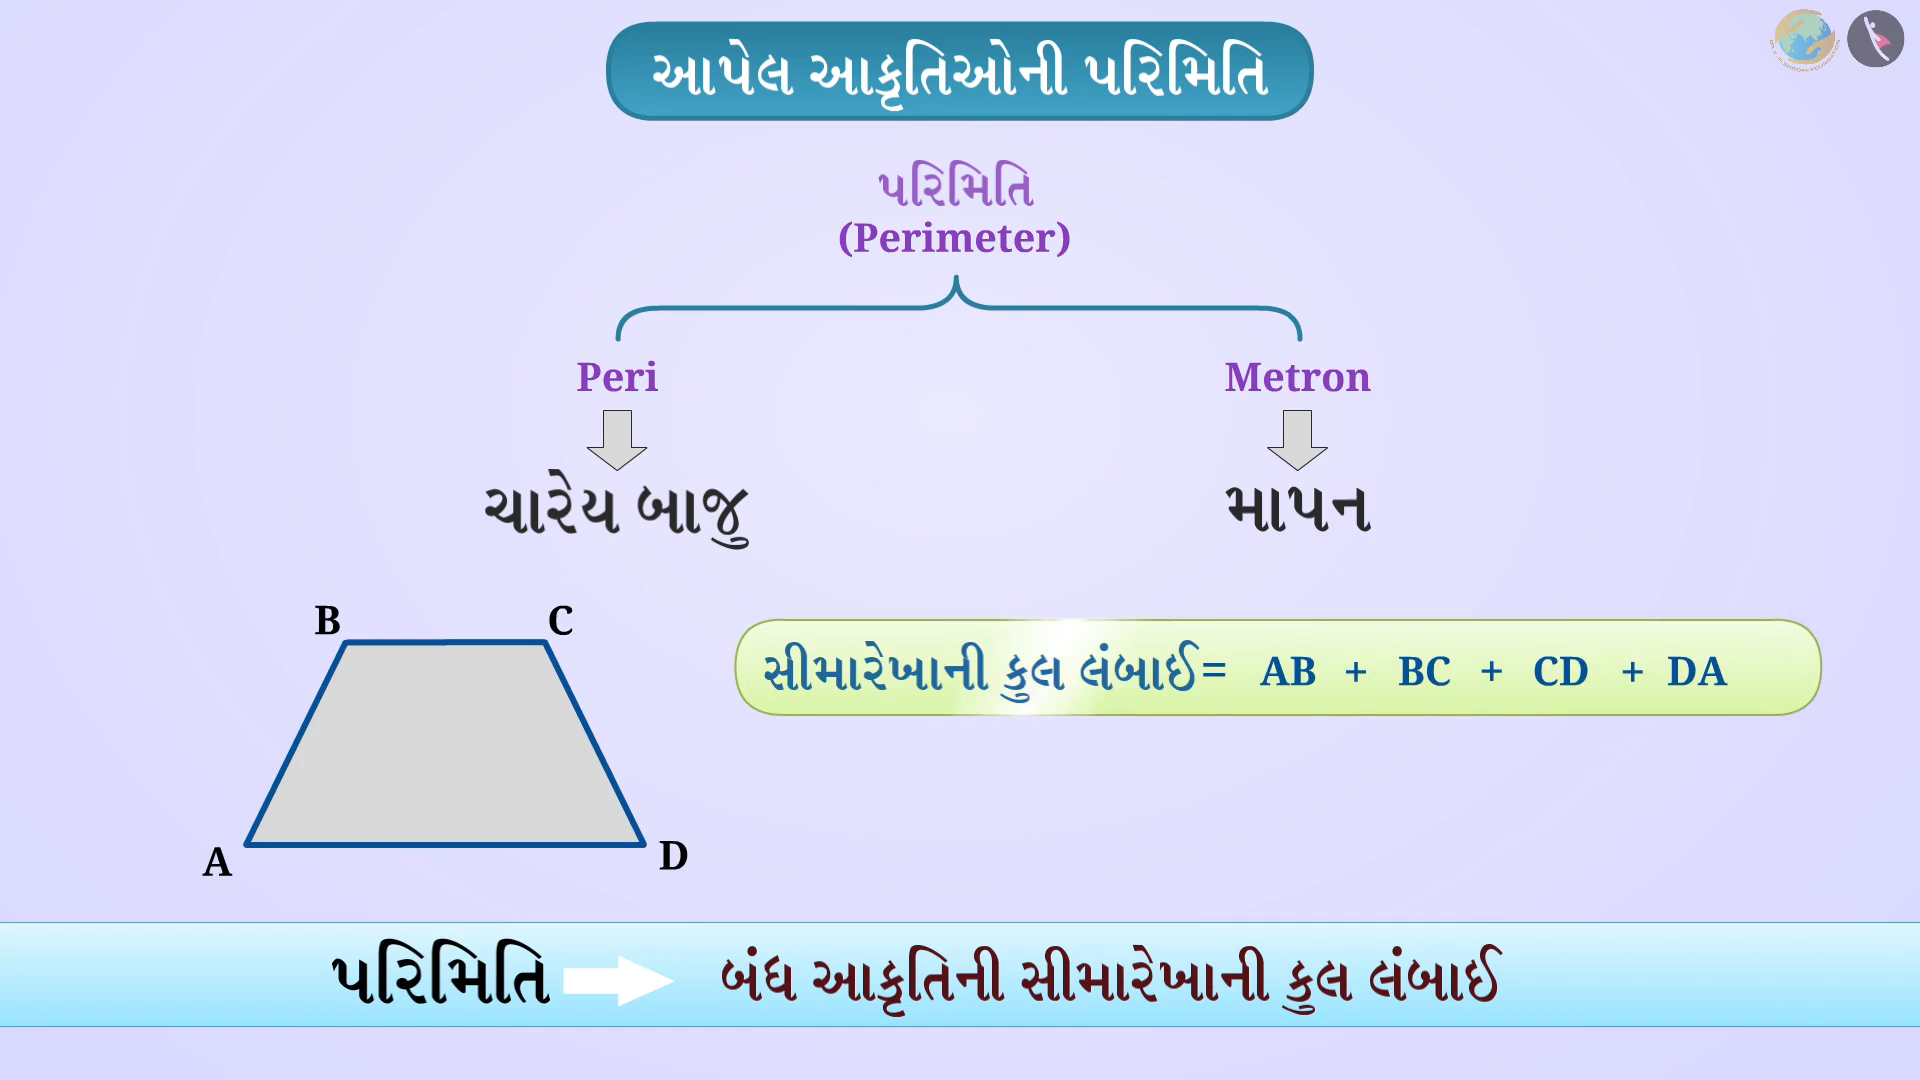 આપેલ આકૃતિઓની પરિમિતિ
પરિમિતિ
(Perimeter)
Peri
Metron
ચારેય બાજુ
માપન
B
C
સીમારેખાની કુલ લંબાઈ= AB + BC + CD + DA
A
D
પરિમિતિ
બંધ આકૃતિની સીમારેખાની કુલ લંબાઈ